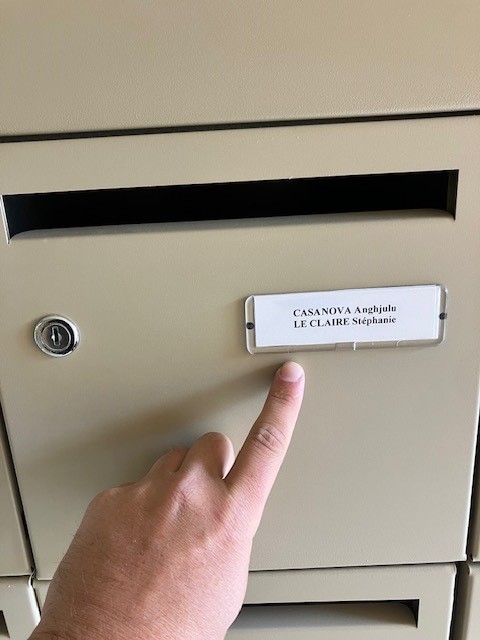 CASANOVA Anghjulu
LE CLAIRE Stéphanie